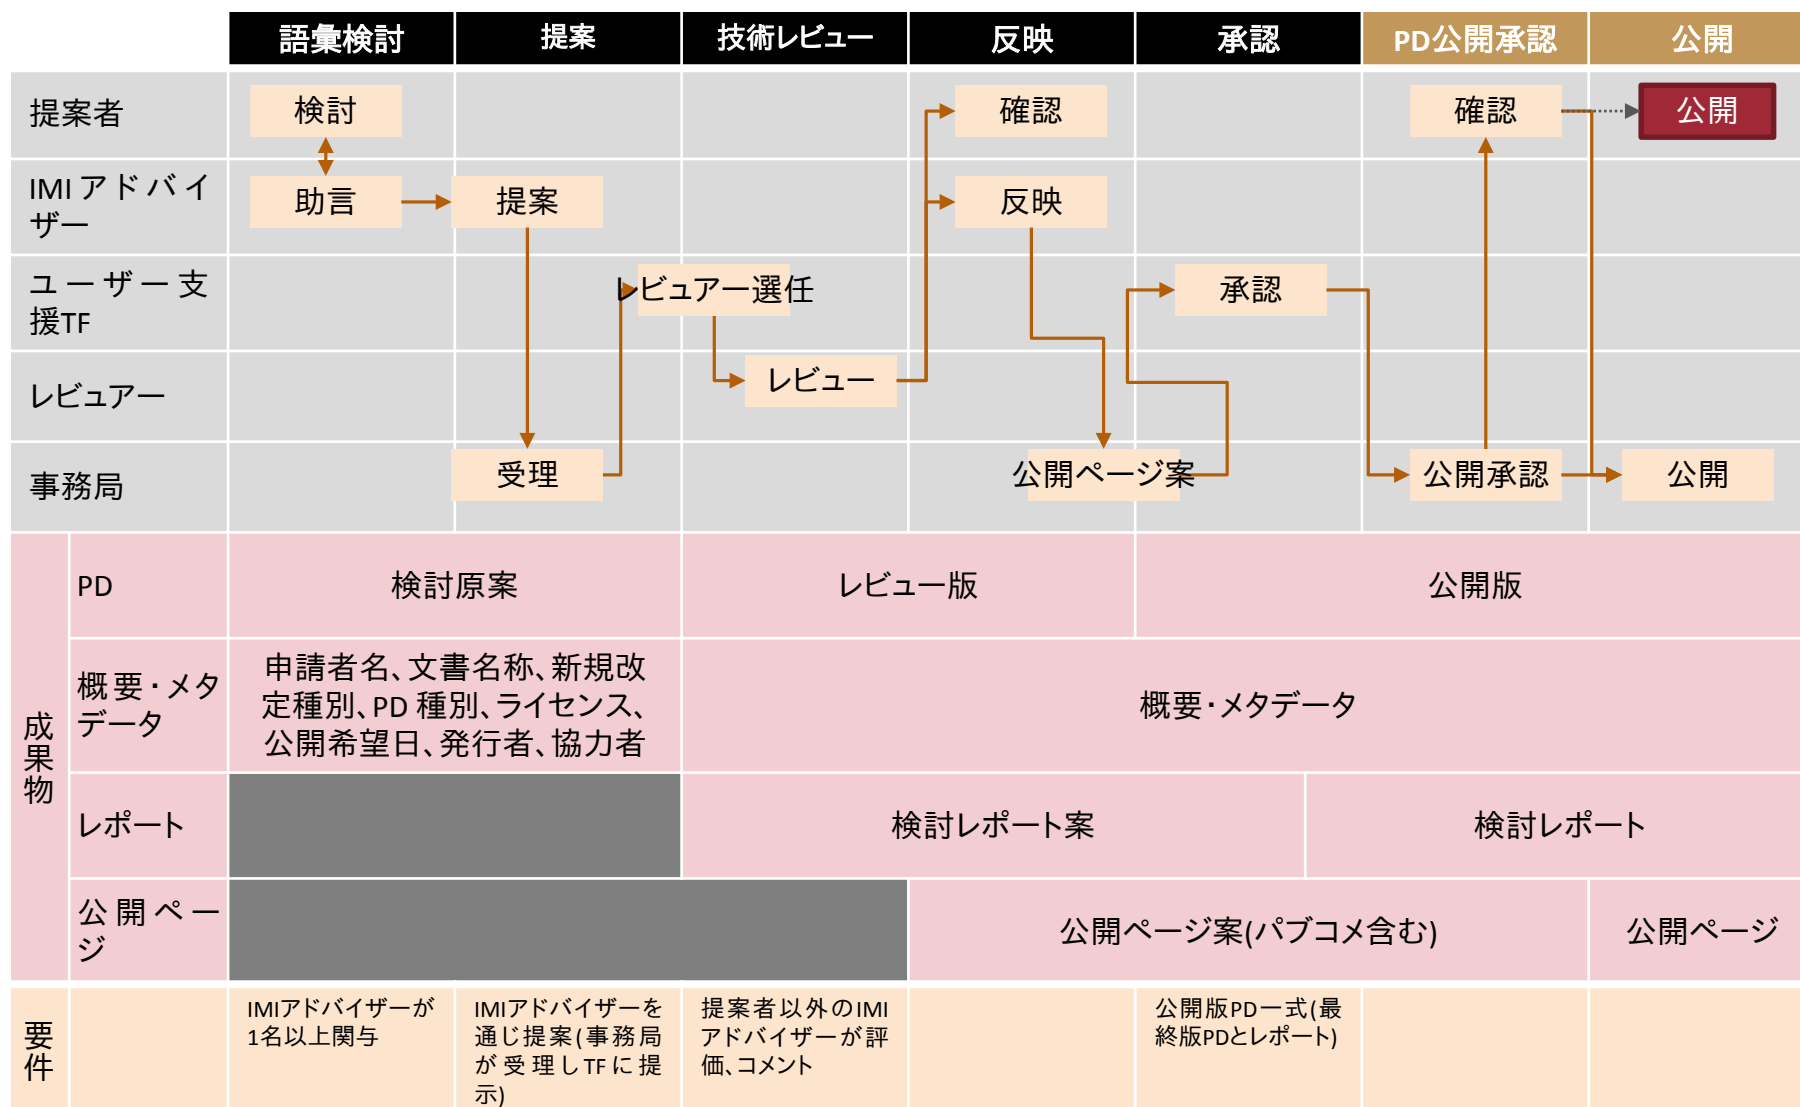 語彙検討 提案 技術レビュー 反映 承認 PD公開承認 公開
提案者 検討 確認 確認 公開
IMIアドバイ
ザー
助言 提案 反映
ユーザー支
援TF
レビュアー選任 承認
レビュアー レビュー
事務局 受理 公開ページ案 公開承認 公開
成果物
PD 検討原案 レビュー版 公開版
概要・メタ
データ
申請者名、文書名称、新規改
定種別、PD 種別、ライセンス、
公開希望日、発行者、協力者
概要・メタデータ
レポート 検討レポート案 検討レポート
公開ペー
ジ
公開ページ案(パブコメ含む) 公開ページ
要件
IMIアドバイザーが
1名以上関与
IMIアドバイザーを
通じ提案(事務局
が受理しTFに提
示)
提案者以外のIMI
アドバイザーが評
価、コメント
公開版PD一式(最
終版PDとレポート)